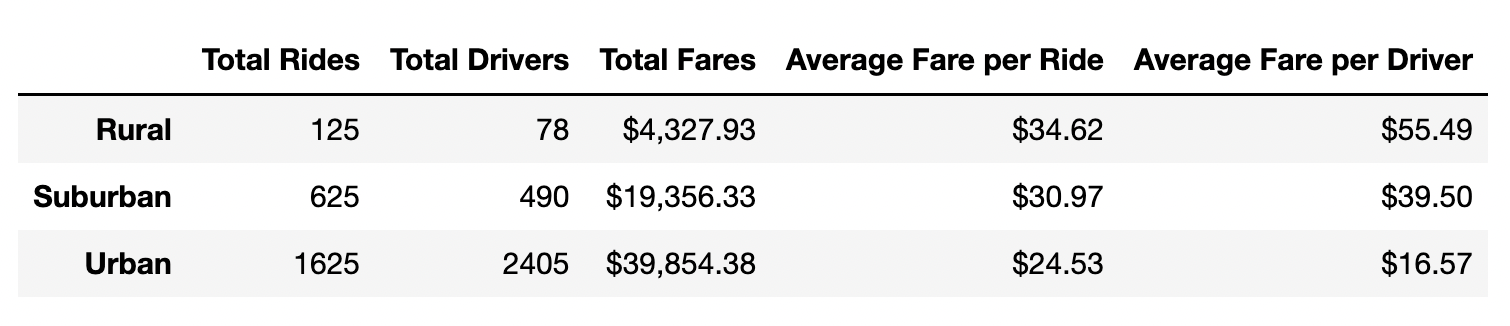 Total Rides Total Drivers Total Fares Average Fare per Ride Average Fare per Driver
Rural 125 78 $4,327.93 $34.62 $55.49
Suburban 625 490 $19,356.33 $30.97 $39.50
Urban 1625 2405 $39,854.38 $24.53 $16.57